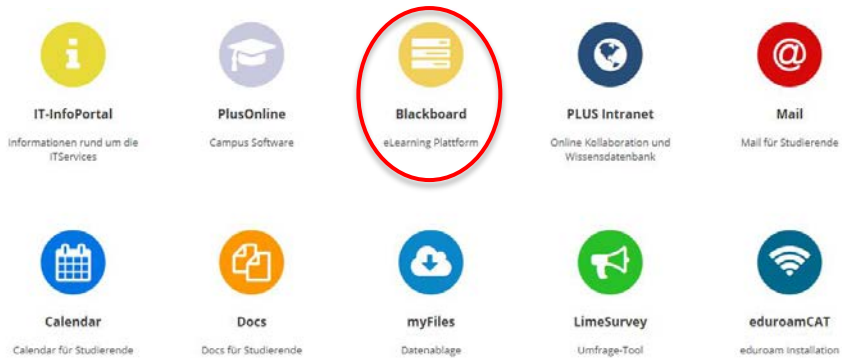 IT-InfoPortal
Informationen rund um die
ITServices
PlusOnline
Campus Software
Blackboard
eLearning Plattform
PLUS Intranet
Online Kollaboration und
Wissensdatenbank
@
Mail
Mail für Studierende
Calendar
Calendar für Studierende
Docs
Docs für Studierende
myFiles
Datenablage
LimeSurvey
Umfrage-Tool
eduroamCAT
eduroam Installation